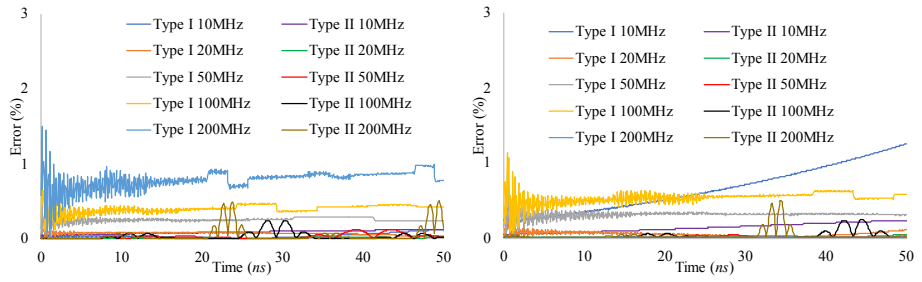 3
Type I 10MHz Type II 10MHz
Type I 20MHz Type II 20MHz
Type I 50MHz Type II 50MHz
Type I 100MHz Type II 100MHz
Type I 200MHz Type II 200MHz
2
1
0
Error (%)
0 10 20 30 40 50
Time (ns)
3
Type I 10MHz Type II 10MHz
Type I 20MHz Type II 20MHz
Type I 50MHz Type II 50MHz
Type I 100MHz Type II 100MHz
Type I 200MHz Type II 200MHz
2
1
0
Error (%)
0 10 20 30 40 50
Time (ns)